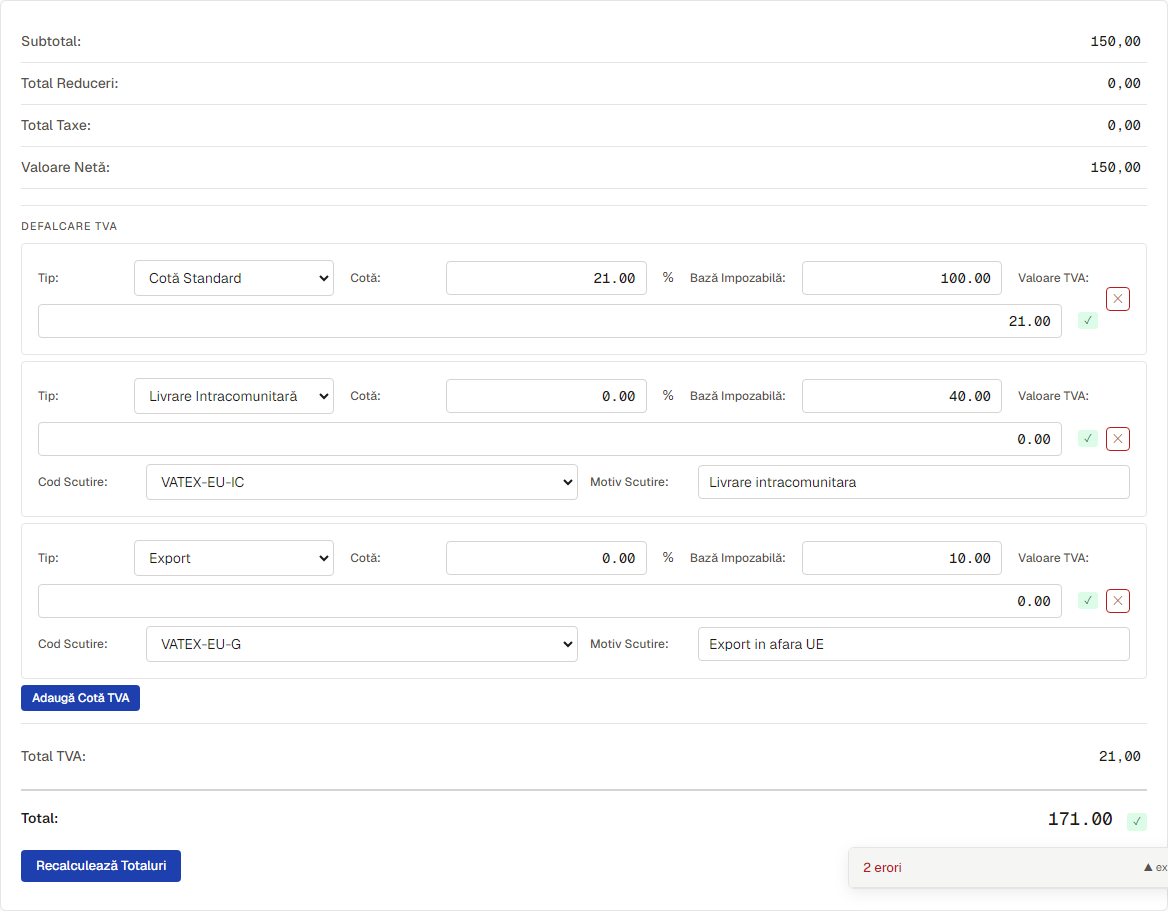 Subtotal: 150,00
Total Reduceri: 0,00
Total Taxe: 0,00
Valoare Netă: 150,00
DEFALCARE TVA
Tip: Cotă Standard Cotă: 21.00 % Bază Impozabilă: 100.00 Valoare TVA:
21.00 ✓
Tip: Livrare Intracomunitară Cotă: 0.00 % Bază Impozabilă: 40.00 Valoare TVA:
0.00 ✓
Cod Scutire: VATEX-EU-IC Motiv Scutire: Livrare intracomunitara
Tip: Export Cotă: 0.00 % Bază Impozabilă: 10.00 Valoare TVA:
0.00 ✓
Cod Scutire: VATEX-EU-G Motiv Scutire: Export in afara UE
Adaugă Cotă TVA
Total TVA: 21,00
Total: 171.00 ✓
Recalculează Totaluri
2 erori ▲ ex